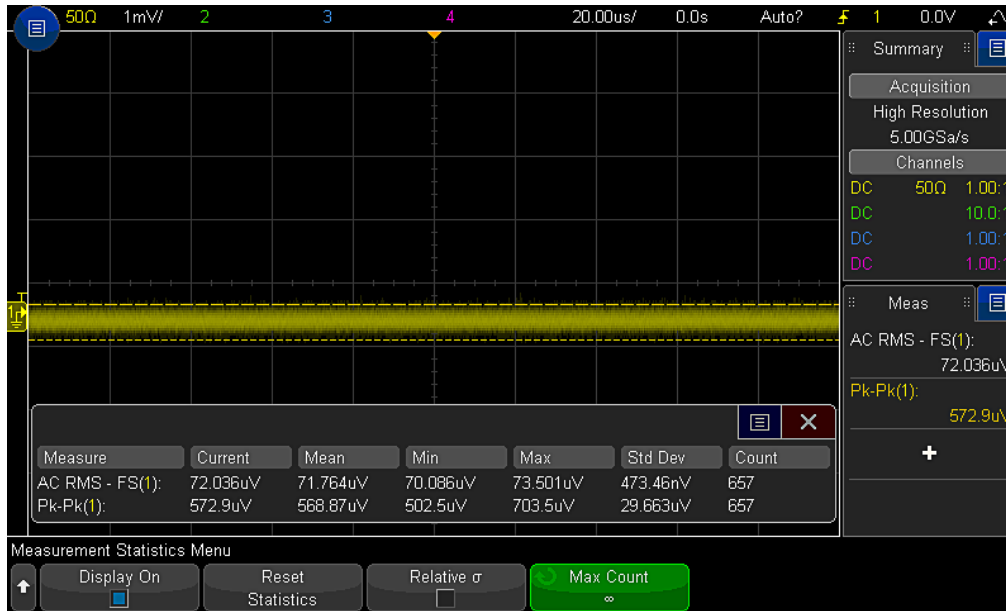 50Ω 1mV/ 2 3 4 20.00us/ 0.0s Auto? 1 0.0V
Summary
Acquisition
High Resolution
5.00GSa/s
Channels
DC 50Ω 1.00:1
DC 10.0:1
DC 1.00:1
DC 1.00:1
T
1
Meas
AC RMS - FS(1):
72.036uV
Pk-Pk(1):
572.9uV
+
Measure Current Mean Min Max Std Dev Count
AC RMS - FS(1): 72.036uV 71.764uV 70.086uV 73.501uV 473.46nV 657
Pk-Pk(1): 572.9uV 568.87uV 502.5uV 703.5uV 29.663uV 657
Measurement Statistics Menu
Display On
Reset
Statistics
Relative σ
Max Count
∞